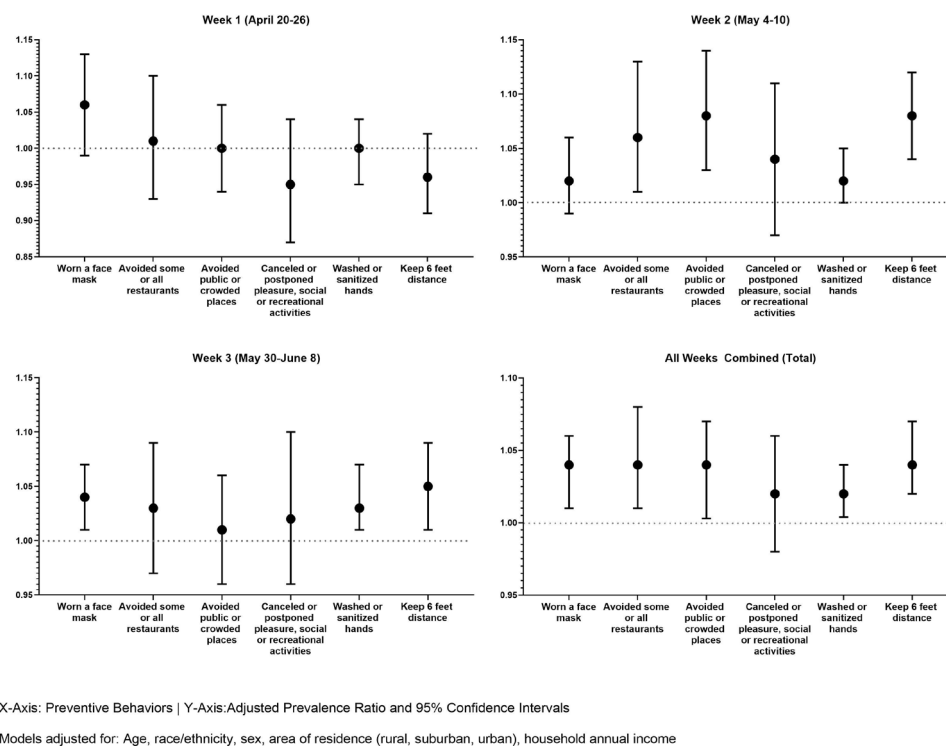 Week 1 (April 20-26)
1.15
1.10
1.05
1.00
0.95
0.90
0.85
Worn a face
mask
Avoided some
or all
restaurants
Avoided
public or
crowded
places
Canceled or
postponed
pleasure, social
or recreational
activities
Washed or
sanitized
hands
Keep 6 feet
distance
Week 2 (May 4-10)
1.15
1.10
1.05
1.00
0.95
Worn a face
mask
Avoided some
or all
restaurants
Avoided
public or
crowded
places
Canceled or
postponed
pleasure, social
or recreational
activities
Washed or
sanitized
hands
Keep 6 feet
distance
Week 3 (May 30-June 8)
1.15
1.10
1.05
1.00
0.95
Worn a face
mask
Avoided some
or all
restaurants
Avoided
public or
crowded
places
Canceled or
postponed
pleasure, social
or recreational
activities
Washed or
sanitized
hands
Keep 6 feet
distance
All Weeks Combined (Total)
1.10
1.05
1.00
0.95
Worn a face
mask
Avoided some
or all
restaurants
Avoided
public or
crowded
places
Canceled or
postponed
pleasure, social
or recreational
activities
Washed or
sanitized
hands
Keep 6 feet
distance
X-Axis: Preventive Behaviors | Y-Axis:Adjusted Prevalence Ratio and 95% Confidence Intervals
Models adjusted for: Age, race/ethnicity, sex, area of residence (rural, suburban, urban), household annual income